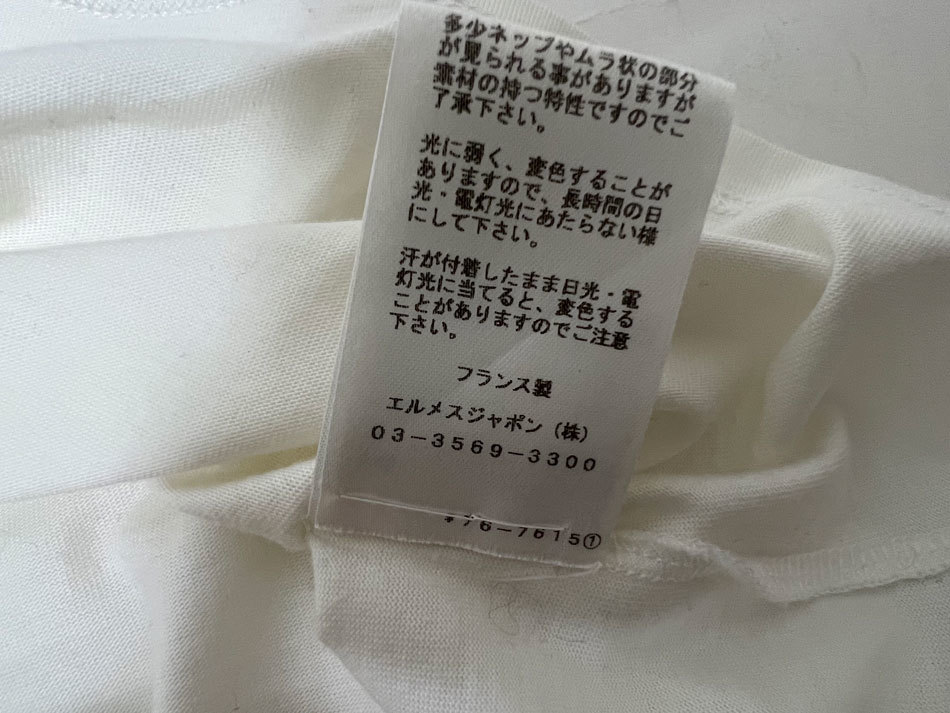 多少ネップやムラ状の部分
が見られる事がありますが
素材の持つ特性ですのでご
了承下さい。
光に弱く、変色することが
ありますので、長時間の日
光・電灯光にあたらない様
にして下さい。
汗が付着したまま日光・電
灯光に当てると、変色する
ことがありますのでご注意
下さい。
フランス製
エルメスジャポン（株）
03-3569-3300
76-7615①